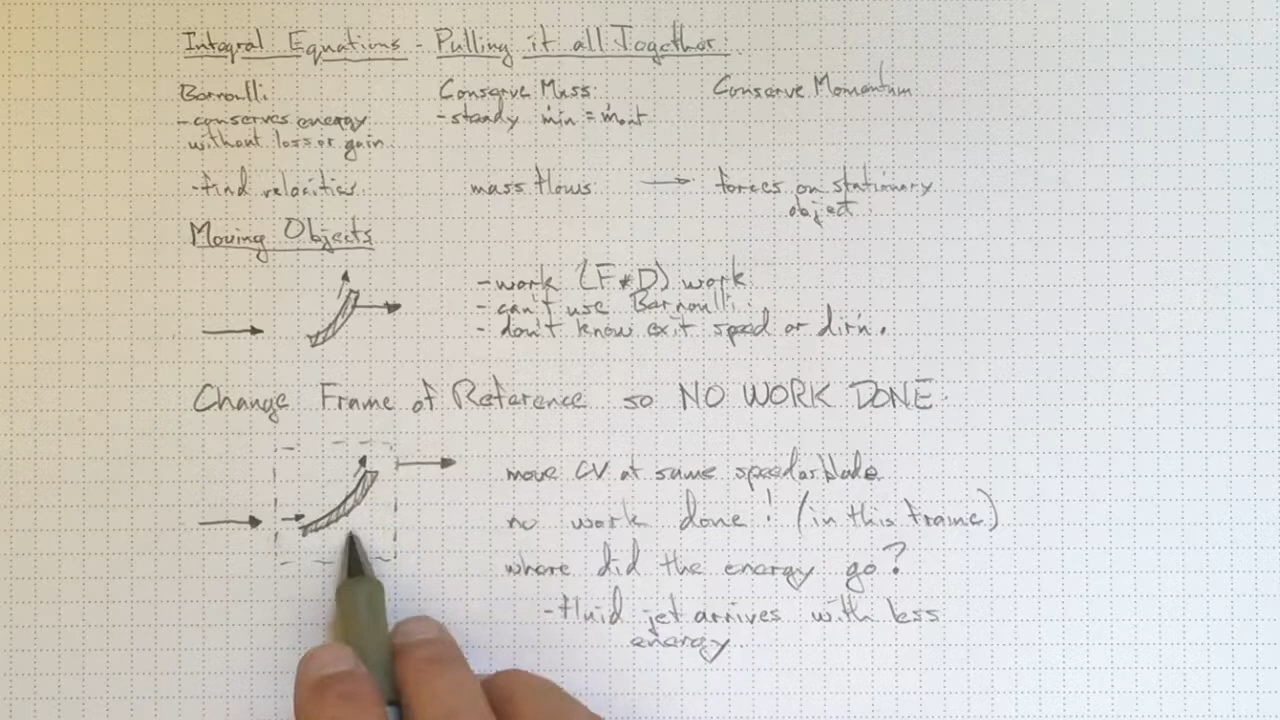 Integral Equations - Pulling it all Together
Bernoulli
- conserves energy
without loss or gain
Conserve Mass
- steady ṁin = ṁout
Conserve Momentum
- find velocities
mass flows → forces on stationary
object
Moving Objects
- work (F*D) work
- can't use Bernoulli
- don't know exit speed or dirn.
Change Frame of Reference so NO WORK DONE
move CV at same speed as blade
no work done! (in this frame)
where did the energy go?
- fluid jet arrives with less
energy